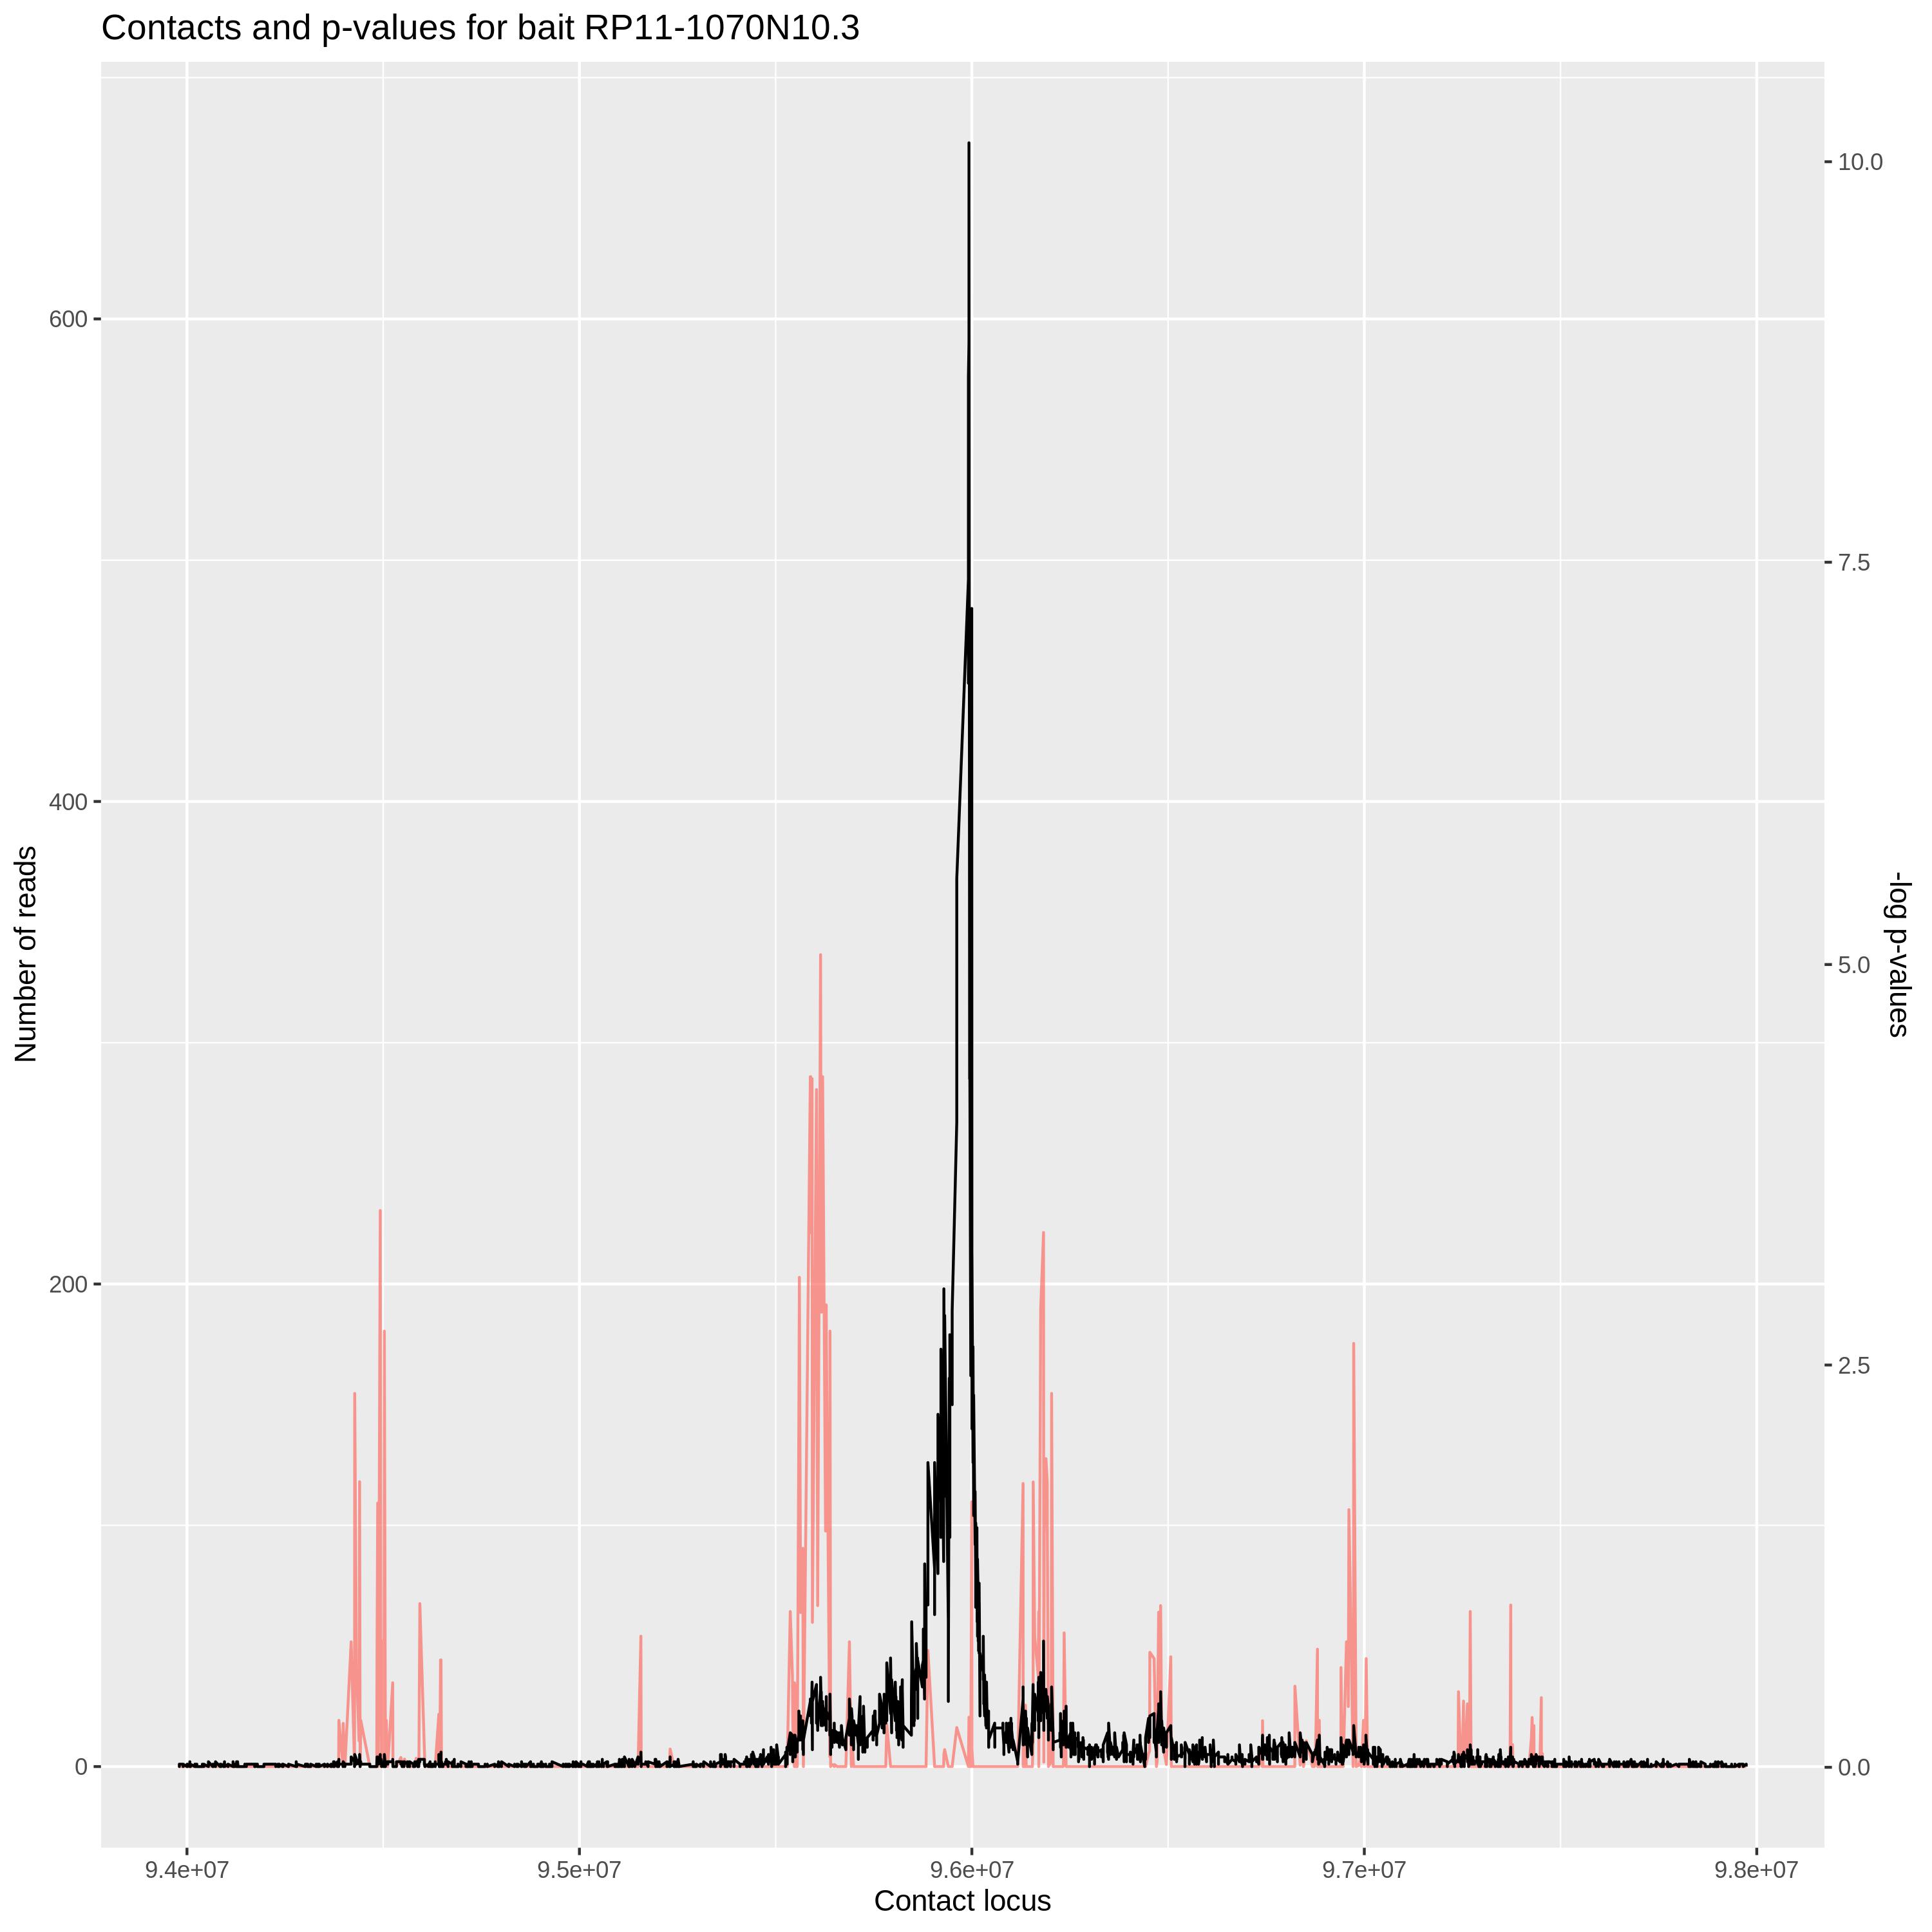 Contacts and p-values for bait RP11-1070N10.3
Number of reads
600
400
200
0
10.0
7.5
5.0
2.5
0.0
-log p-values
9.4e+07 9.5e+07 9.6e+07 9.7e+07 9.8e+07
Contact locus